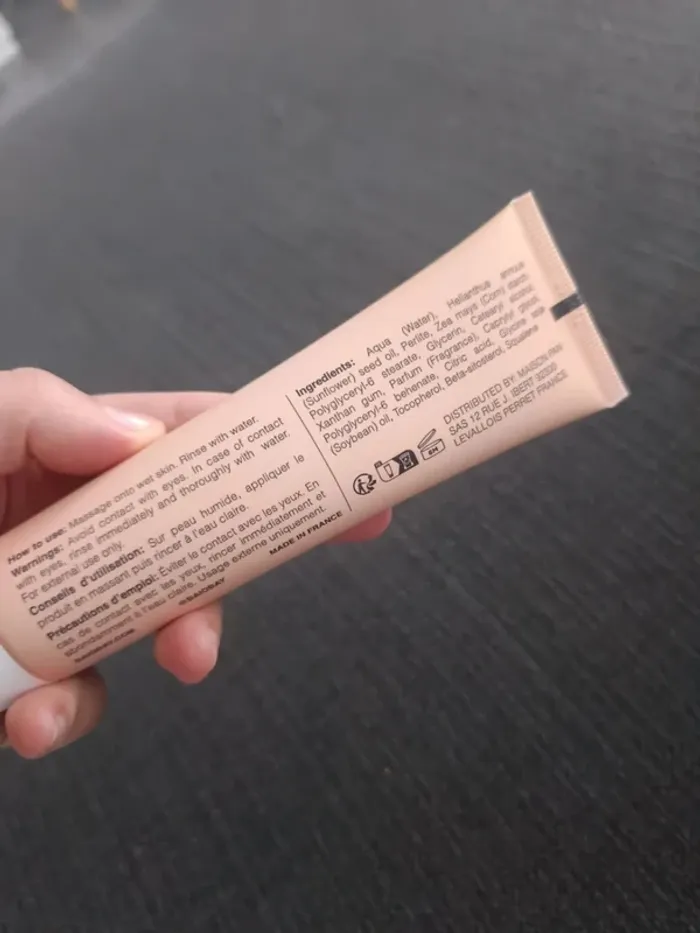 How to use: Massage onto wet skin. Rinse with water.
Warnings: Avoid contact with eyes. In case of contact
with eyes, rinse immediately and thoroughly with water.
For external use only.
Conseils d'utilisation: Sur peau humide, appliquer le
produit en massant puis rincer à l'eau claire.
Précautions d'emploi: Éviter le contact avec les yeux. En
cas de contact avec les yeux, rincer immédiatement et
abondamment à l'eau claire. Usage externe uniquement.
MADE IN FRANCE
Ingredients: Aqua (Water), Helianthus annus
(Sunflower) seed oil, Perlite, Zea mays (Corn) starch
Polyglyceryl-6 stearate, Glycerin, Cetearyl alcohol,
Xanthan gum, Parfum (Fragrance), Caprylyl glycol,
Polyglyceryl-6 behenate, Citric acid, Glycine soja
(Soybean) oil, Tocopherol, Beta-sitosterol, Squalene
6M
DISTRIBUTED BY: MAISON
SAS 12 RUE J. IBERT 92300
LEVALLOIS PERRET FRANCE